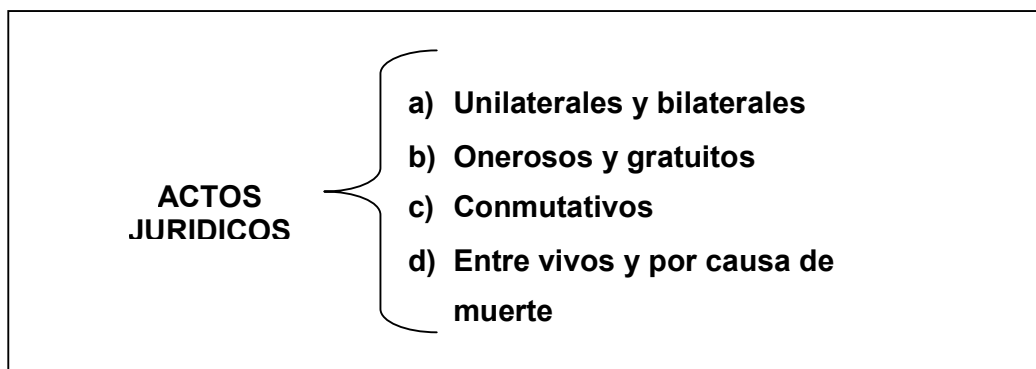 ACTOS
JURIDICOS
a) Unilaterales y bilaterales
b) Onerosos y gratuitos
c) Conmutativos
d) Entre vivos y por causa de
muerte